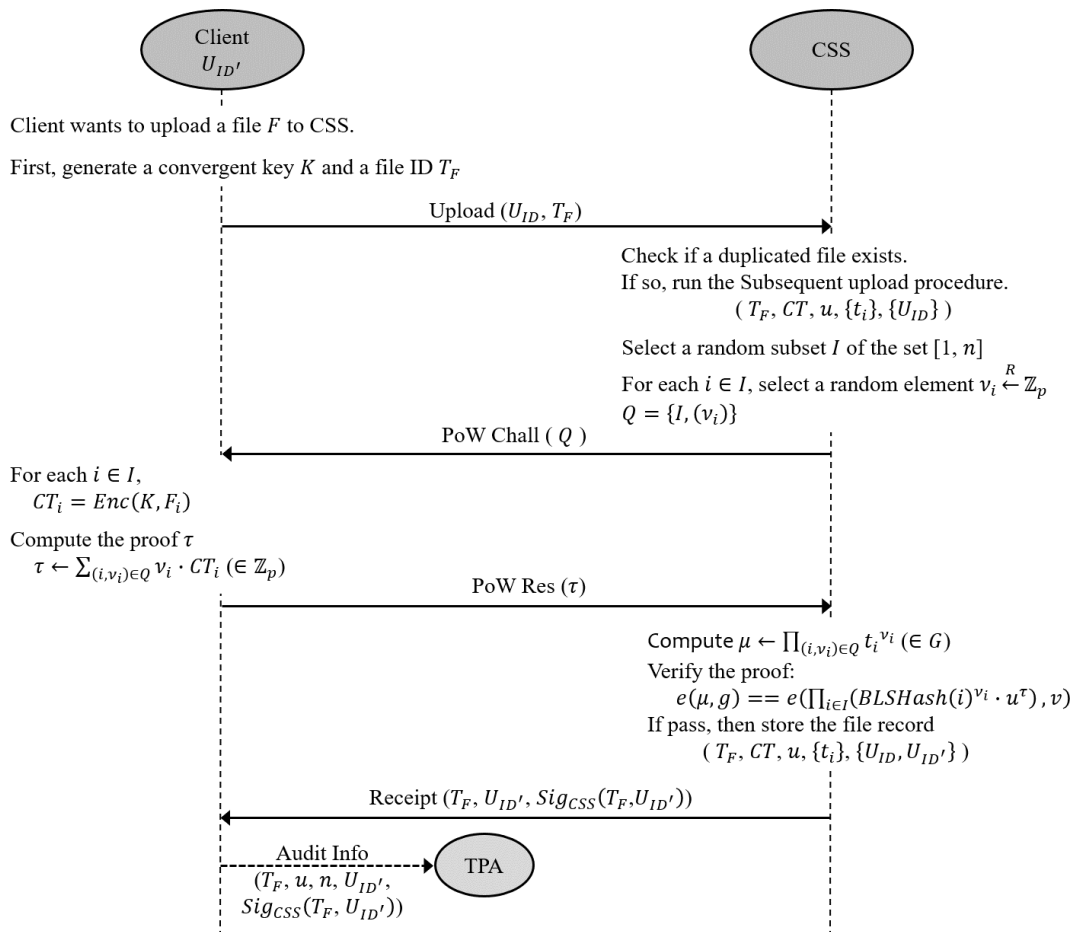 Client
U_{ID'}
CSS
Client wants to upload a file F to CSS.
First, generate a convergent key K and a file ID T_F
Upload (U_{ID}, T_F)
Check if a duplicated file exists.
If so, run the Subsequent upload procedure.
( T_F, CT, u, {t_i}, {U_{ID}} )
Select a random subset I of the set [1, n]
For each i ∈ I, select a random element ν_i \overset{R}{←} ℤ_p
Q = {I, (ν_i)}
PoW Chall ( Q )
For each i ∈ I,
CT_i = Enc(K, F_i)
Compute the proof τ
τ ← ∑_{(i,ν_i)∈Q} ν_i · CT_i (∈ ℤ_p)
PoW Res (τ)
Compute μ ← ∏_{(i,ν_i)∈Q} t_i^{ν_i} (∈ G)
Verify the proof:
e(μ, g) == e(∏_{i∈I}(BLSHash(i)^{ν_i} · u^τ) , v)
If pass, then store the file record
( T_F, CT, u, {t_i}, {U_{ID}, U_{ID'}} )
Receipt (T_F, U_{ID'}, Sig_{CSS}(T_F,U_{ID'}))
Audit Info
(T_F, u, n, U_{ID'},
Sig_{CSS}(T_F, U_{ID'}))
TPA